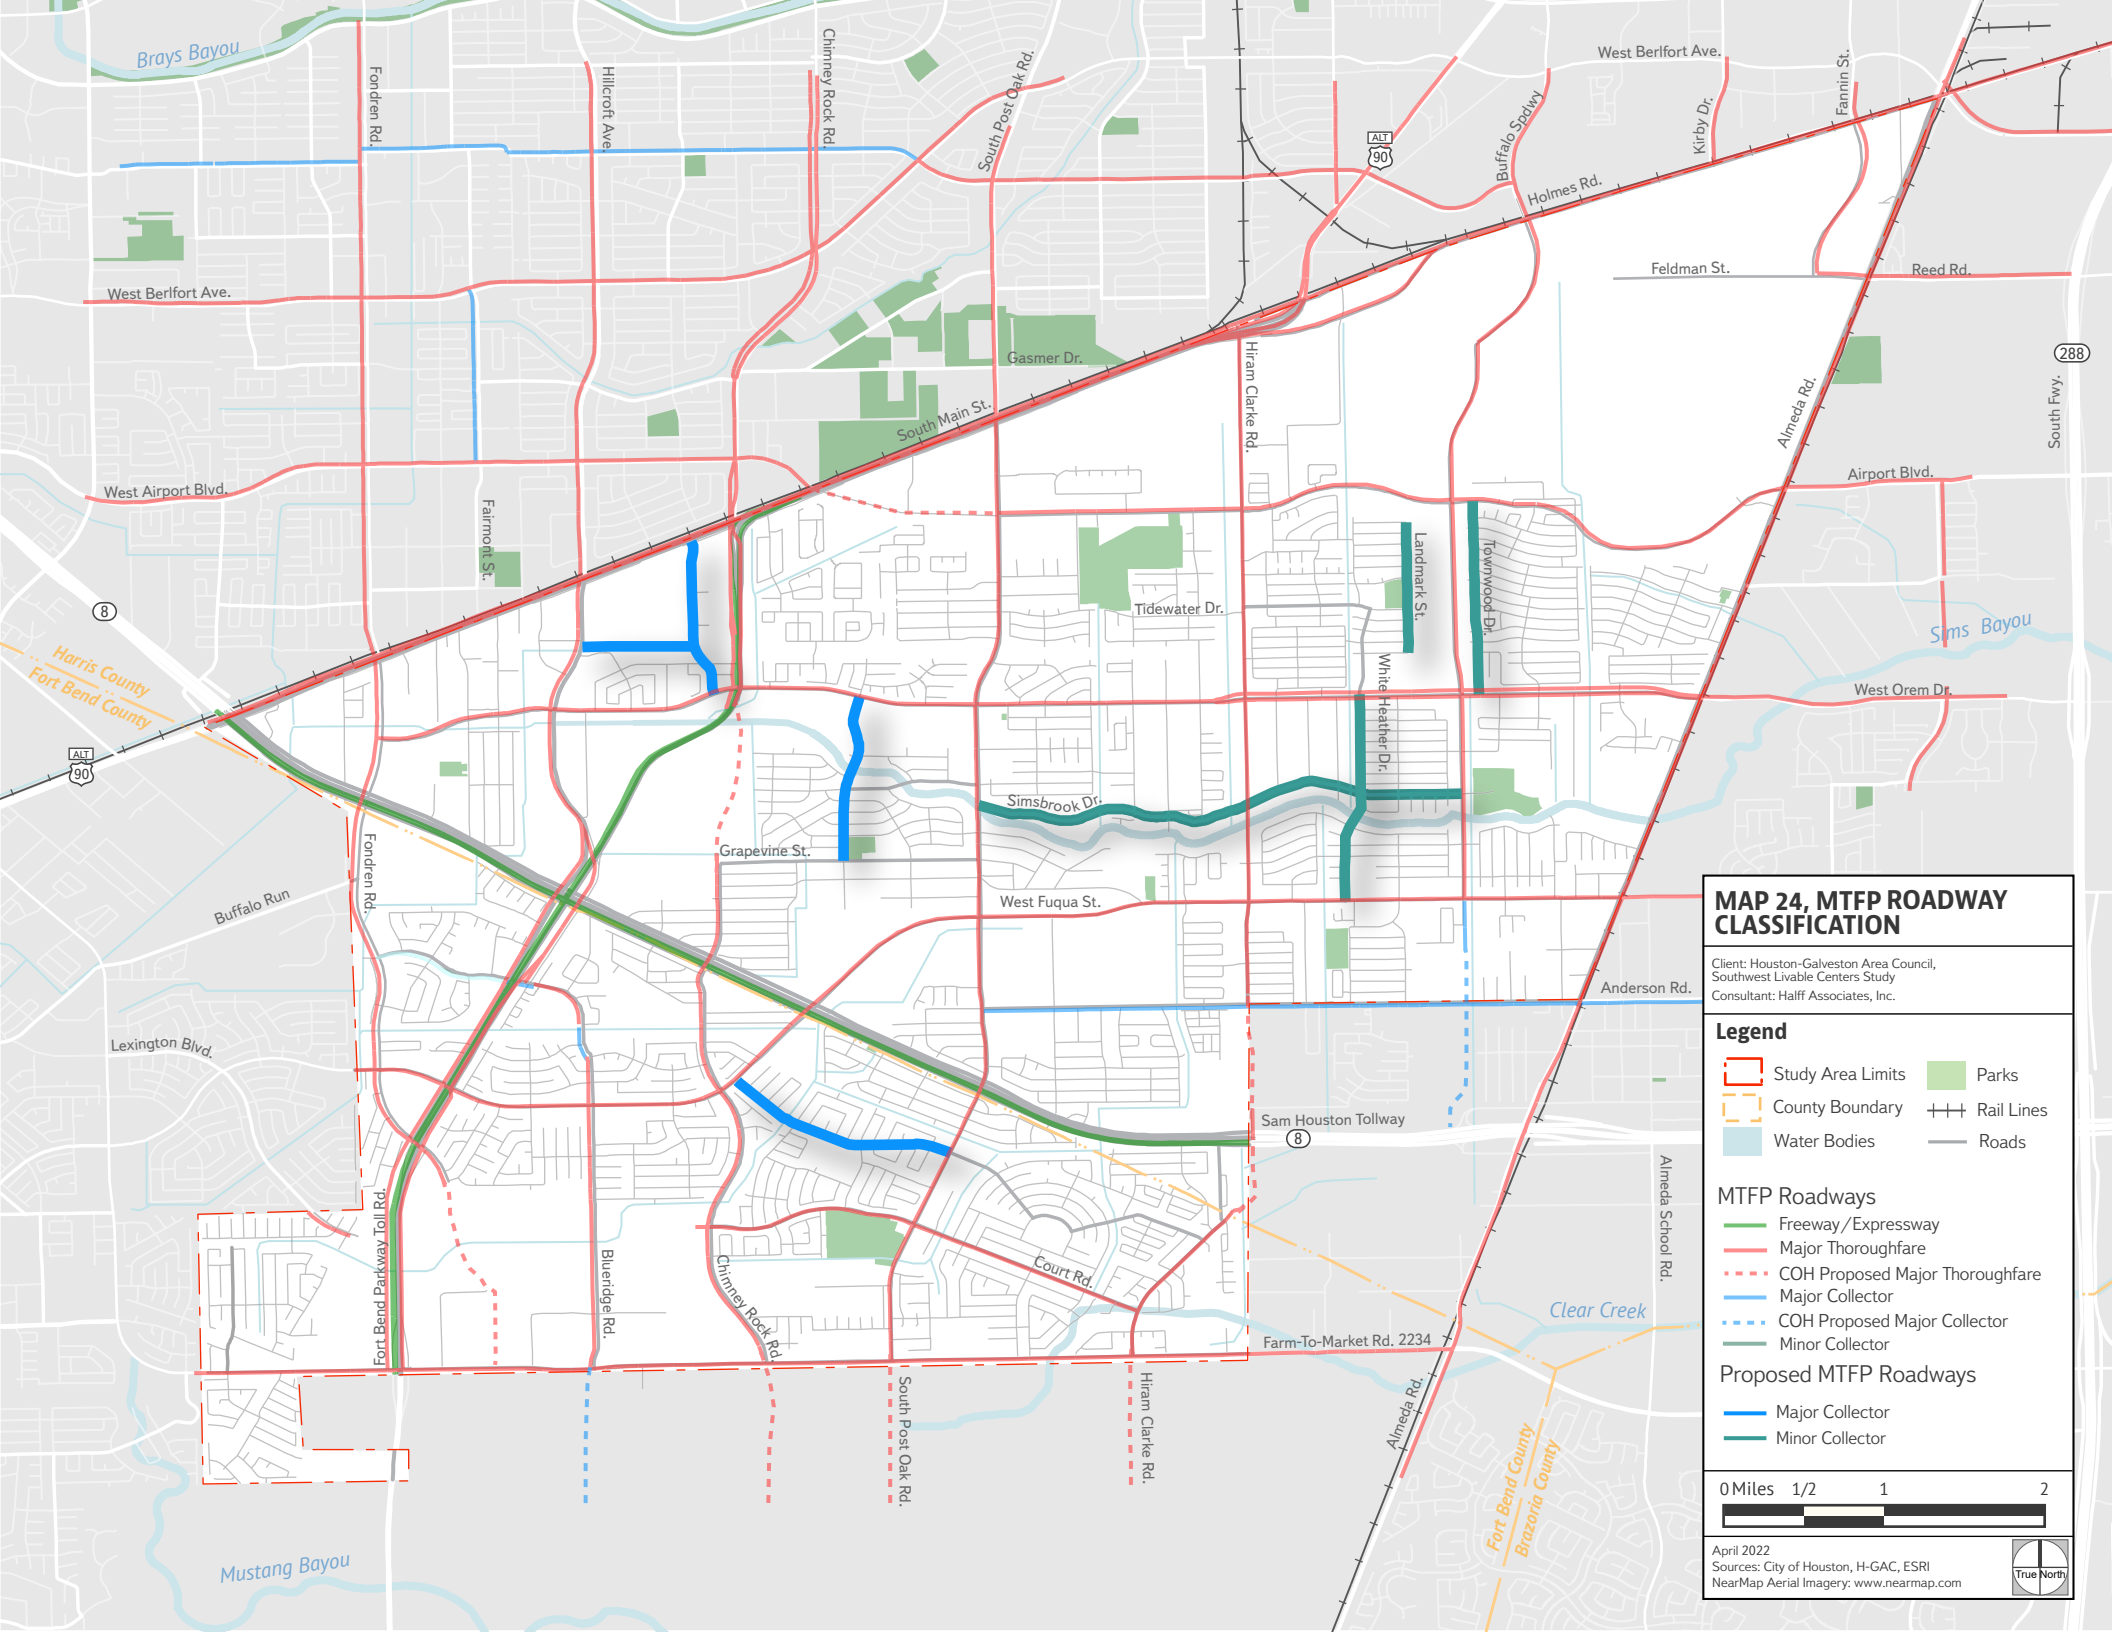 Brays Bayou
Fondren Rd.
Hillcroft Ave.
Chimney Rock Rd.
South Post Oak Rd.
ALT
90
Buffalo Spdwy
West Berlfort Ave.
Kirby Dr.
Fannin St.
Holmes Rd.
Feldman St.
Reed Rd.
288
South Fwy.
West Berlfort Ave.
Gasmer Dr.
South Main St.
Hiram Clarke Rd.
Almeda Rd.
West Airport Blvd.
Fairmont St.
Airport Blvd.
8
Harris County
Fort Bend County
Tidewater Dr.
Landmark St.
Townwood Dr.
Sims Bayou
White Heather Dr.
West Orem Dr.
ALT
90
Simsbrook Dr.
Grapevine St.
Fondren Rd.
Buffalo Run
West Fuqua St.
Anderson Rd.
Lexington Blvd.
Sam Houston Tollway
8
Almeda School Rd.
Fort Bend Parkway Toll Rd.
Blueridge Rd.
Chimney Rock Rd.
Court Rd.
Clear Creek
Farm-To-Market Rd. 2234
South Post Oak Rd.
Hiram Clarke Rd.
Almeda Rd.
Fort Bend County
Brazoria County
Mustang Bayou
MAP 24, MTFP ROADWAY
CLASSIFICATION
Client: Houston-Galveston Area Council,
Southwest Livable Centers Study
Consultant: Halff Associates, Inc.
Legend
Study Area Limits
Parks
County Boundary
Rail Lines
Water Bodies
Roads
MTFP Roadways
Freeway/Expressway
Major Thoroughfare
COH Proposed Major Thoroughfare
Major Collector
COH Proposed Major Collector
Minor Collector
Proposed MTFP Roadways
Major Collector
Minor Collector
0 Miles 1/2 1 2
April 2022
Sources: City of Houston, H-GAC, ESRI
NearMap Aerial Imagery: www.nearmap.com
True North